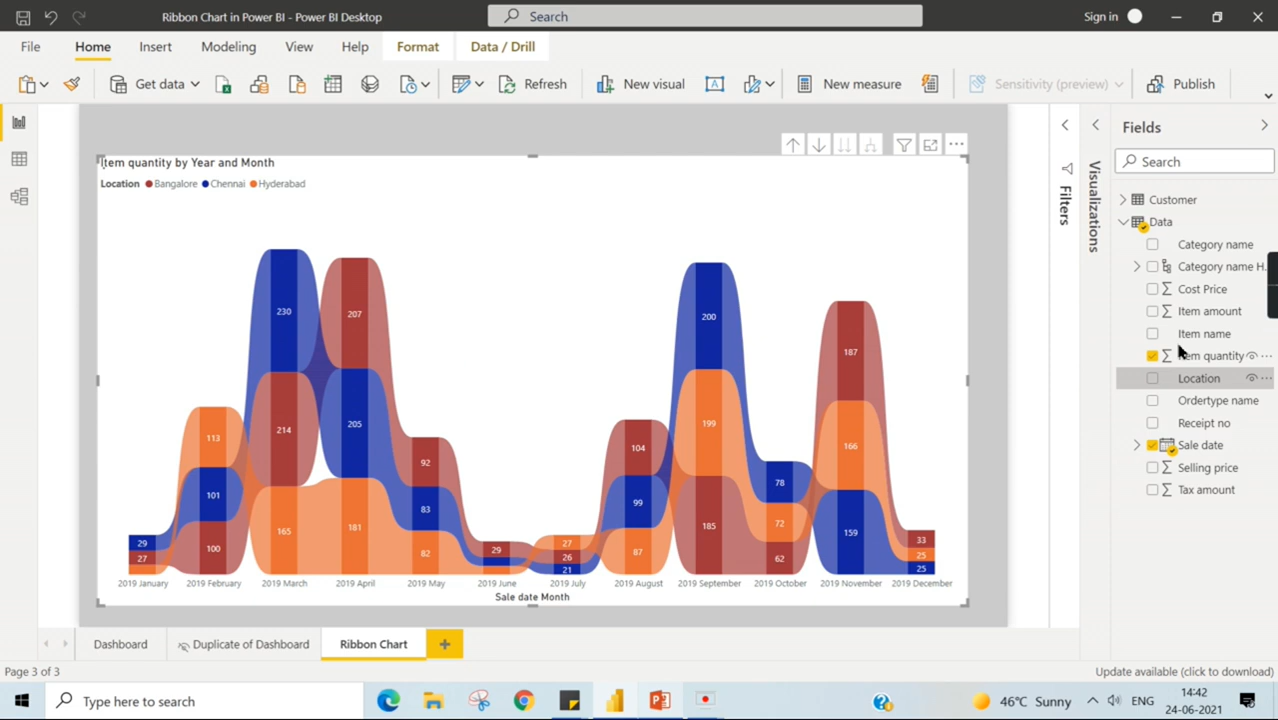 Ribbon Chart in Power BI - Power BI Desktop
Search
Sign in
File
Home
Insert
Modeling
View
Help
Format
Data / Drill
Get data
Refresh
New visual
New measure
Sensitivity (preview)
Publish
Item quantity by Year and Month
Location Bangalore Chennai Hyderabad
230
207
200
187
214
205
199
166
113
101
100
165
181
92
83
82
104
99
87
185
78
72
62
159
29
27
29
27
26
21
33
25
25
2019 January
2019 February
2019 March
2019 April
2019 May
2019 June
2019 July
2019 August
2019 September
2019 October
2019 November
2019 December
Sale date Month
Filters
Visualizations
Fields
Search
Customer
Data
Category name
Category name H...
Cost Price
Item amount
Item name
Item quantity
Location
Ordertype name
Receipt no
Sale date
Selling price
Tax amount
Dashboard
Duplicate of Dashboard
Ribbon Chart
Page 3 of 3
Update available (click to download)
Type here to search
46°C Sunny
ENG
14:42
24-06-2021